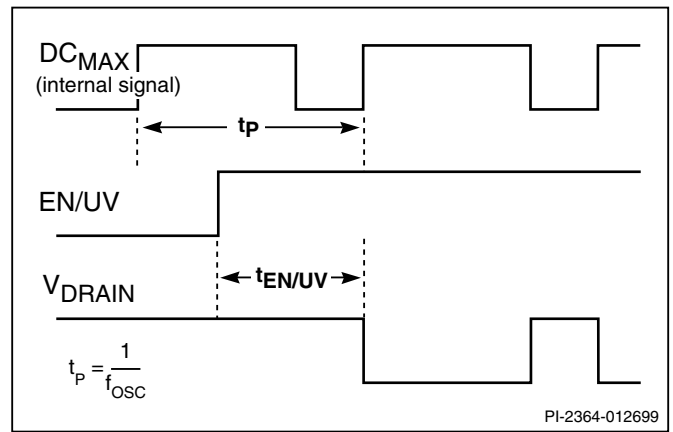 DCMAX
(internal signal)
tP
EN/UV
tEN/UV
VDRAIN
tP = 1/fOSC
PI-2364-012699